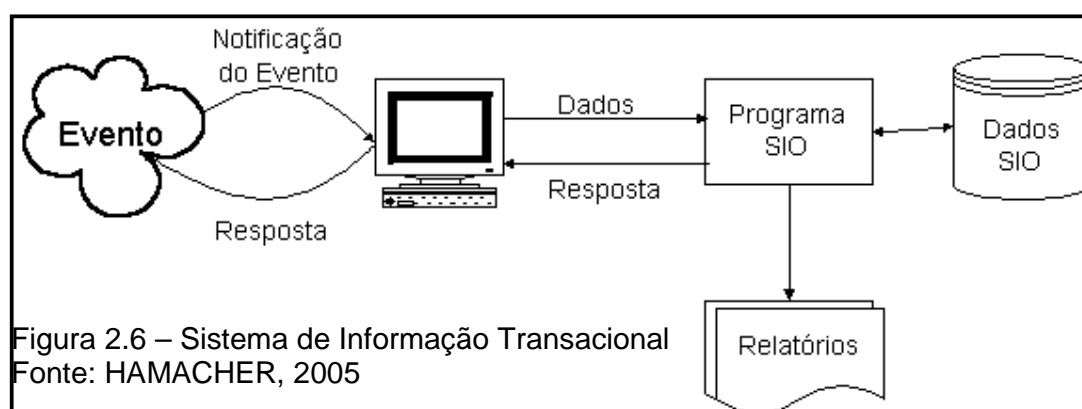 Notificação
do Evento
Evento
Resposta
Dados
Resposta
Programa
SIO
Dados
SIO
Relatórios
Figura 2.6 – Sistema de Informação Transacional
Fonte: HAMACHER, 2005